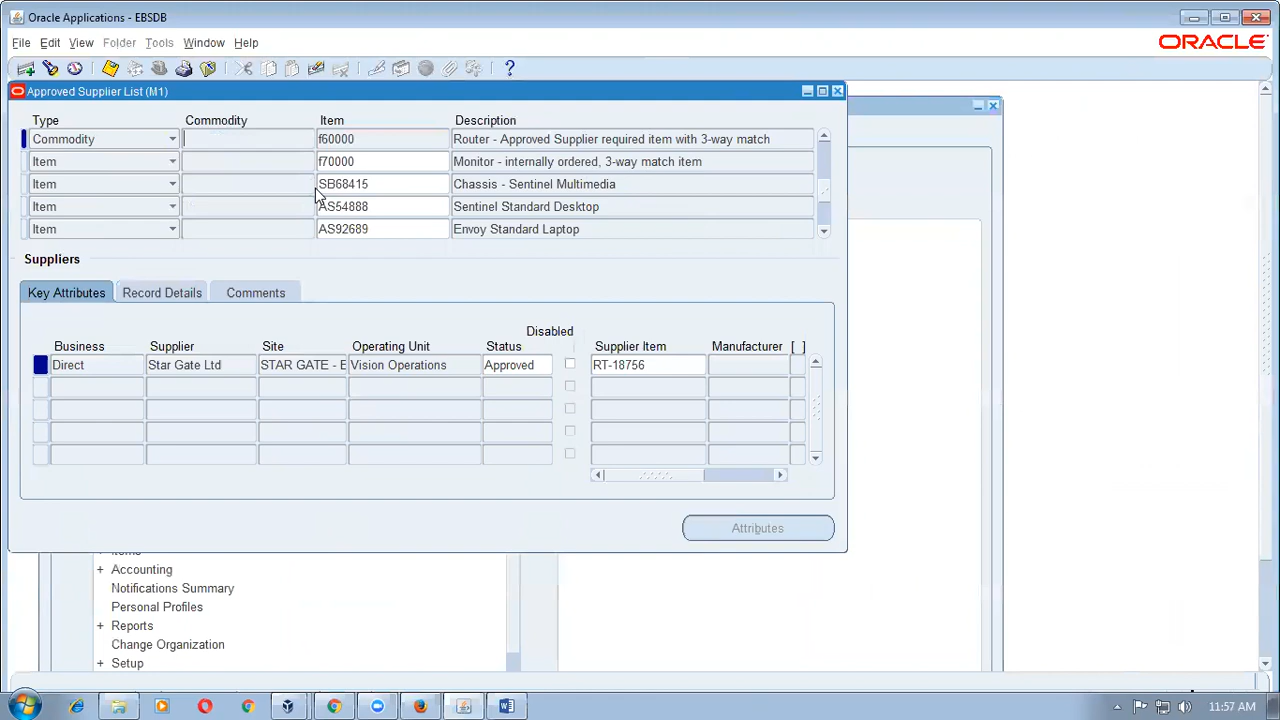 Oracle Applications - EBSDB
File Edit View Folder Tools Window Help
ORACLE
Approved Supplier List (M1)
Type Commodity Item Description
Commodity f60000 Router - Approved Supplier required item with 3-way match
Item f70000 Monitor - internally ordered, 3-way match item
Item SB68415 Chassis - Sentinel Multimedia
Item AS54888 Sentinel Standard Desktop
Item AS92689 Envoy Standard Laptop
Suppliers
Key Attributes Record Details Comments
Disabled
Business Supplier Site Operating Unit Status Supplier Item Manufacturer [ ]
Direct Star Gate Ltd STAR GATE - E Vision Operations Approved RT-18756
Attributes
Items
+ Accounting
Notifications Summary
Personal Profiles
+ Reports
Change Organization
+ Setup
11:57 AM